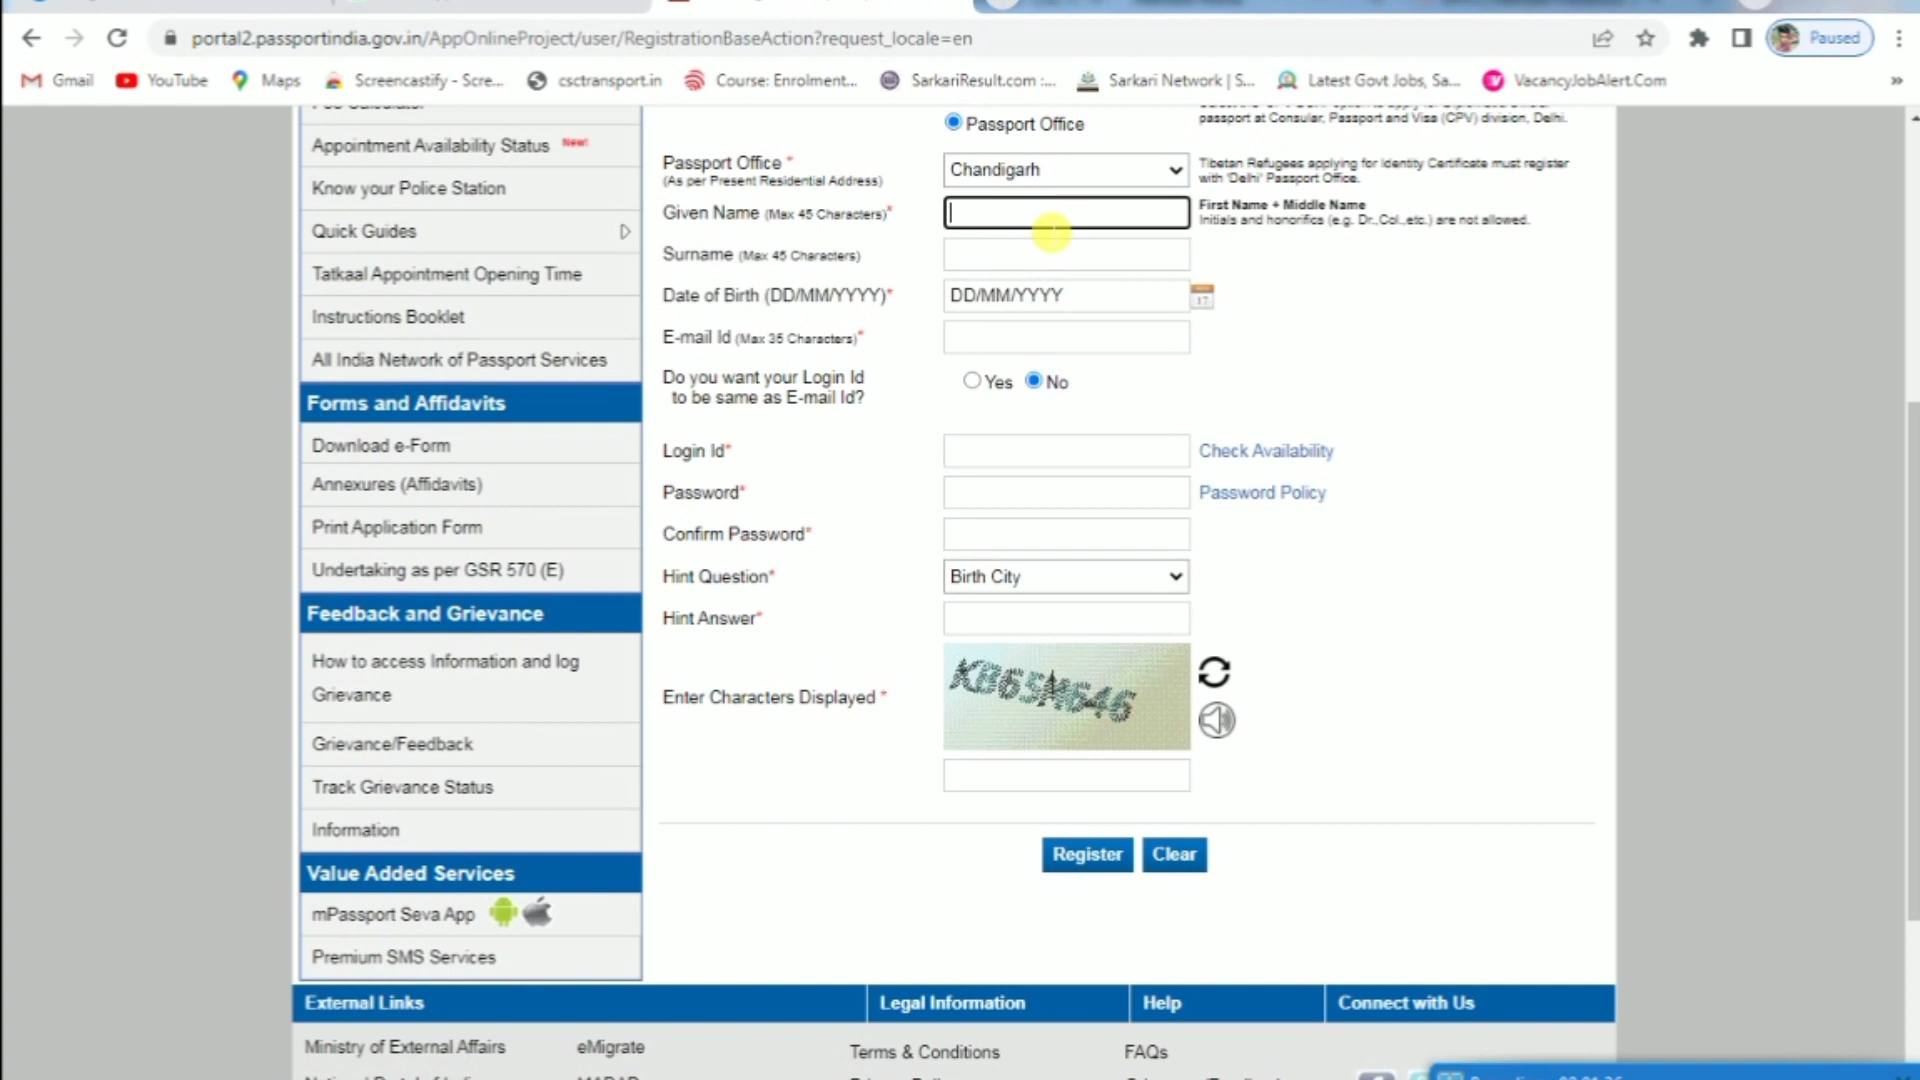 portal2.passportindia.gov.in/AppOnlineProject/user/RegistrationBaseAction?request_locale=en
Paused
Gmail
YouTube
Maps
Screencastify - Scre...
csctransport.in
Course: Enrolment...
SarkariResult.com :...
Sarkari Network | S...
Latest Govt Jobs, Sa...
VacancyJobAlert.Com
»
Appointment Availability Status New!
Know your Police Station
Quick Guides
Tatkaal Appointment Opening Time
Instructions Booklet
All India Network of Passport Services
Forms and Affidavits
Download e-Form
Annexures (Affidavits)
Print Application Form
Undertaking as per GSR 570 (E)
Feedback and Grievance
How to access Information and log
Grievance
Grievance/Feedback
Track Grievance Status
Information
Value Added Services
mPassport Seva App
Premium SMS Services
Passport Office
passport at Consular, Passport and Visa (CPV) division, Delhi.
Passport Office *
(As per Present Residential Address)
Chandigarh
Tibetan Refugees applying for Identity Certificate must register
with 'Delhi' Passport Office.
Given Name (Max 45 Characters)*
First Name + Middle Name
Initials and honorifics (e.g. Dr.,Col.,etc.) are not allowed.
Surname (Max 45 Characters)
Date of Birth (DD/MM/YYYY)*
DD/MM/YYYY
17
E-mail Id (Max 35 Characters)*
Do you want your Login Id
to be same as E-mail Id?
Yes No
Login Id*
Check Availability
Password*
Password Policy
Confirm Password*
Hint Question*
Birth City
Hint Answer*
Enter Characters Displayed *
KB65M646
Register Clear
External Links
Legal Information
Help
Connect with Us
Ministry of External Affairs
eMigrate
Terms & Conditions
FAQs